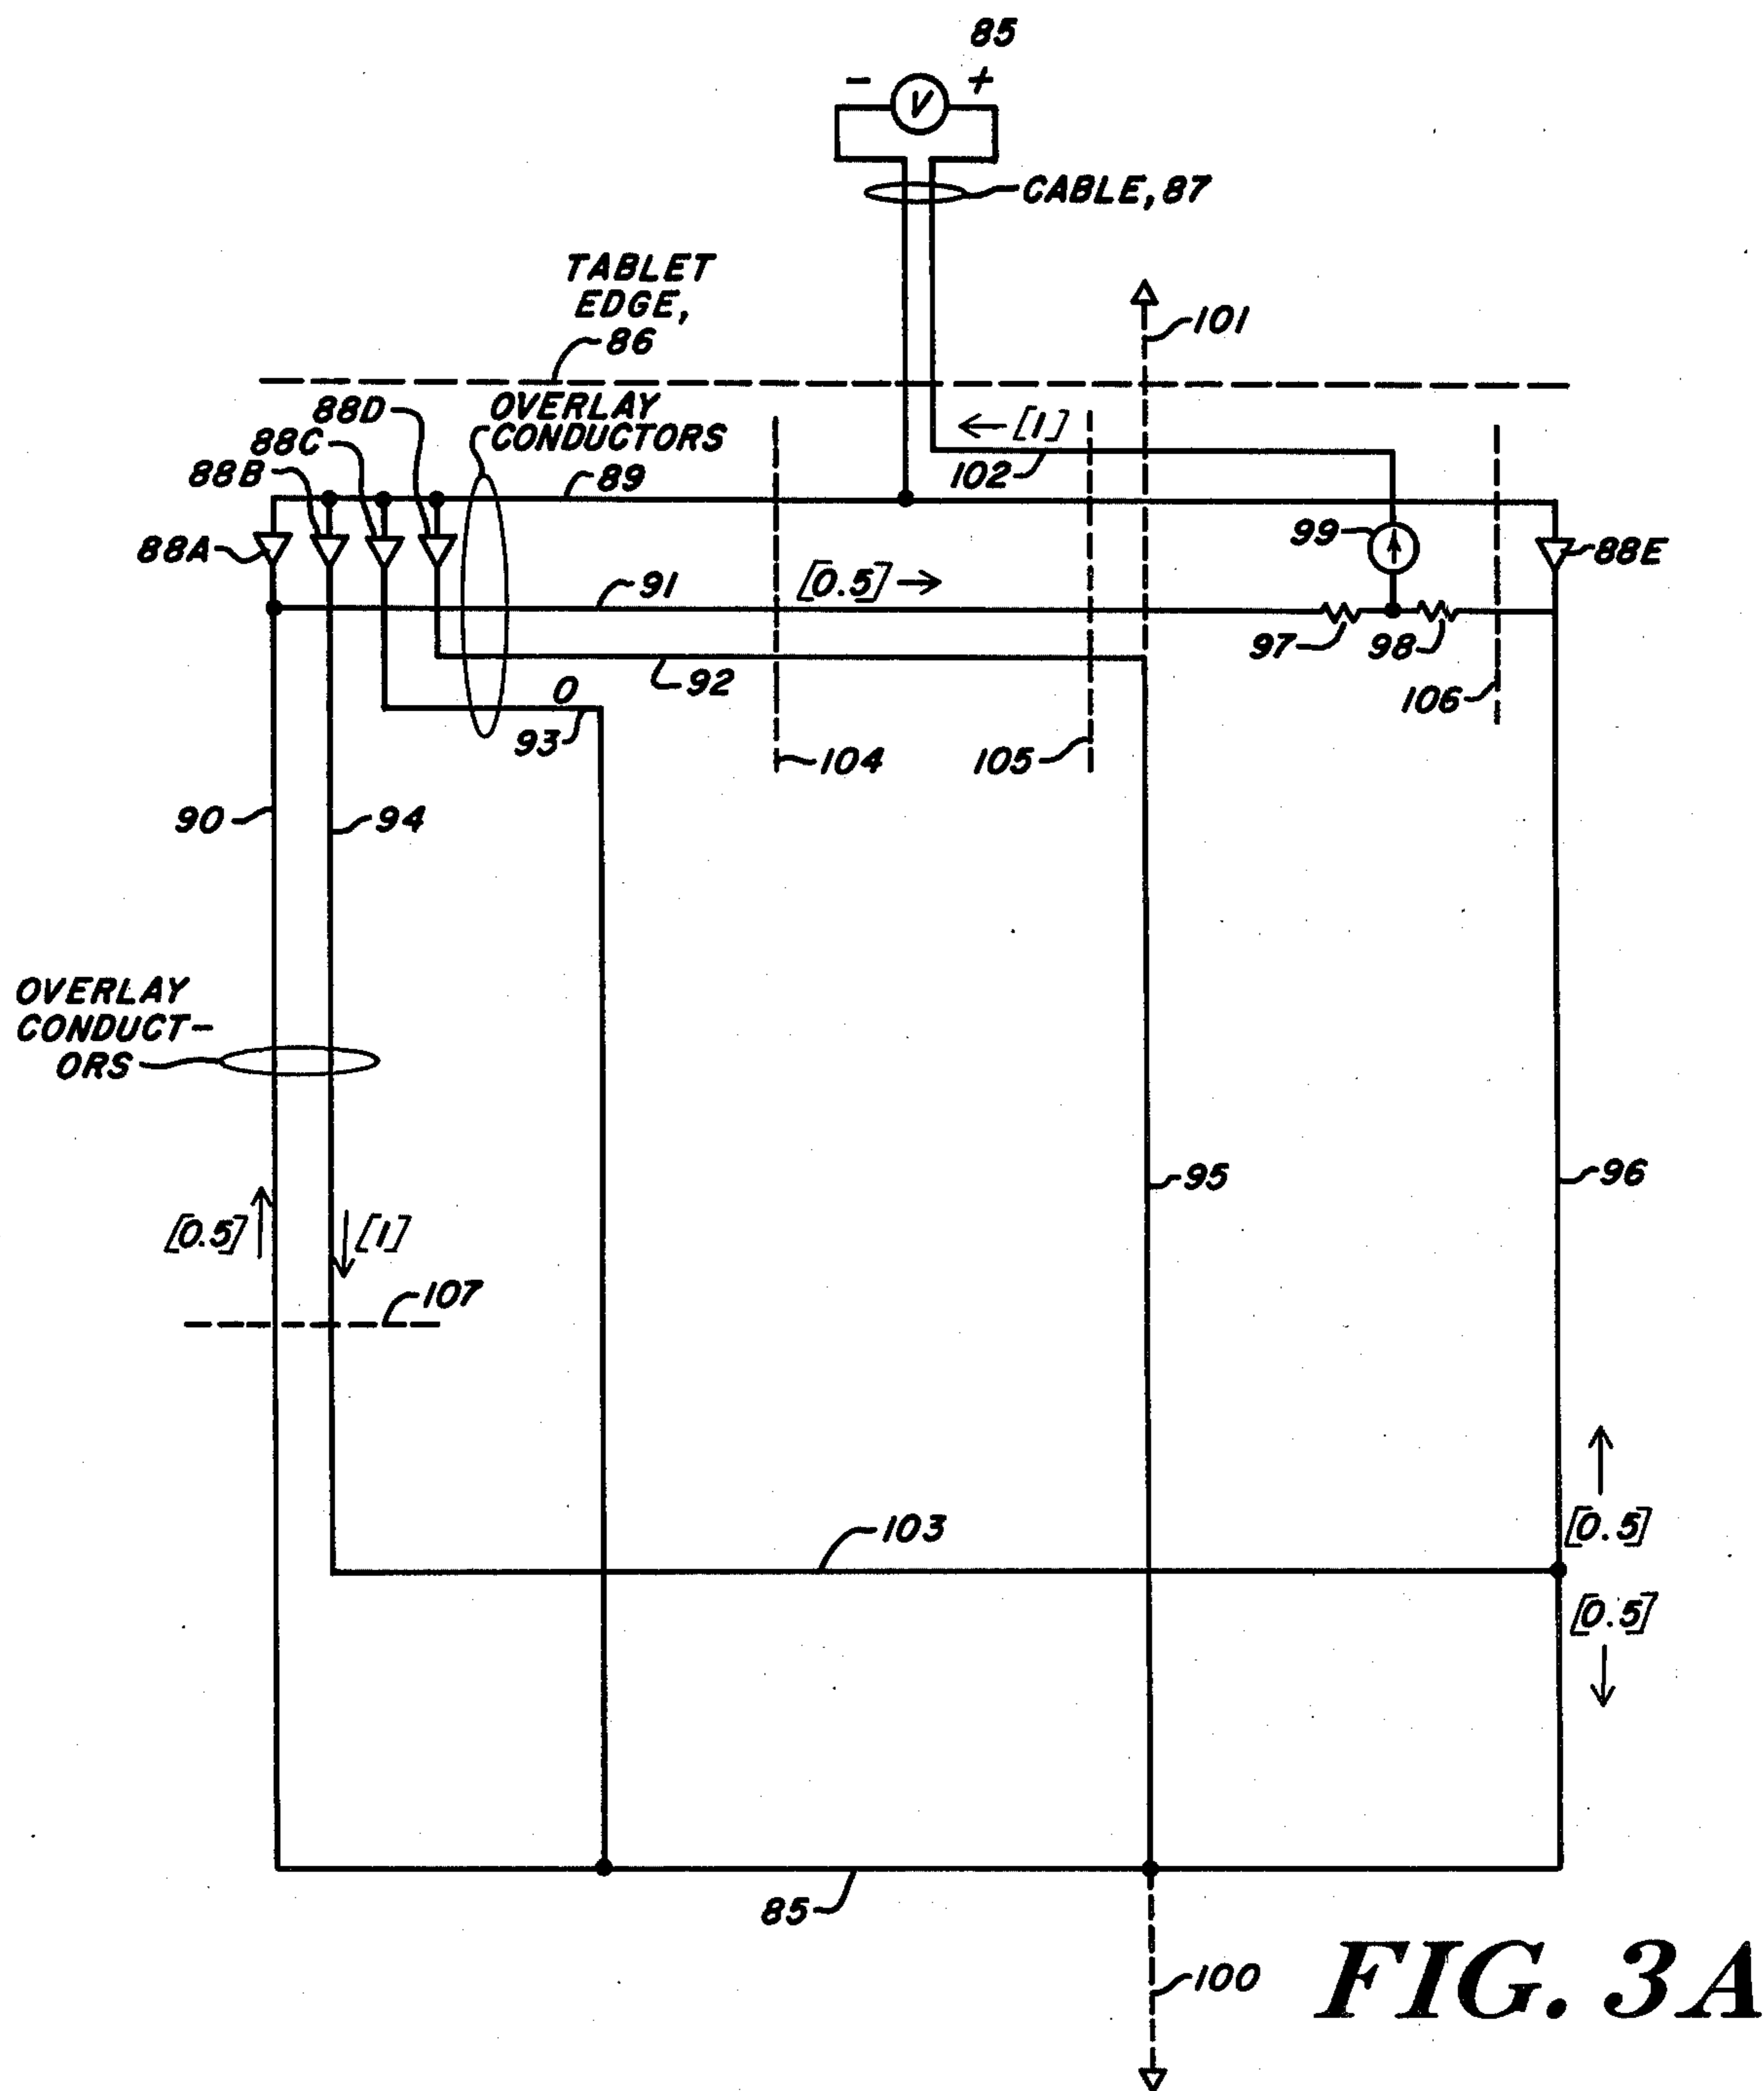 85
- V +
CABLE, 87
TABLET
EDGE,
86
101
88D
OVERLAY
CONDUCTORS
88C
88B
89
← [1]
102
99
88A
88E
91
[0.5] →
97
98
92
106
0
93
104
105
90
94
OVERLAY
CONDUCT-
ORS
95
96
[0.5]
[1]
107
103
[0.5]
[0.5]
85
100
FIG. 3A